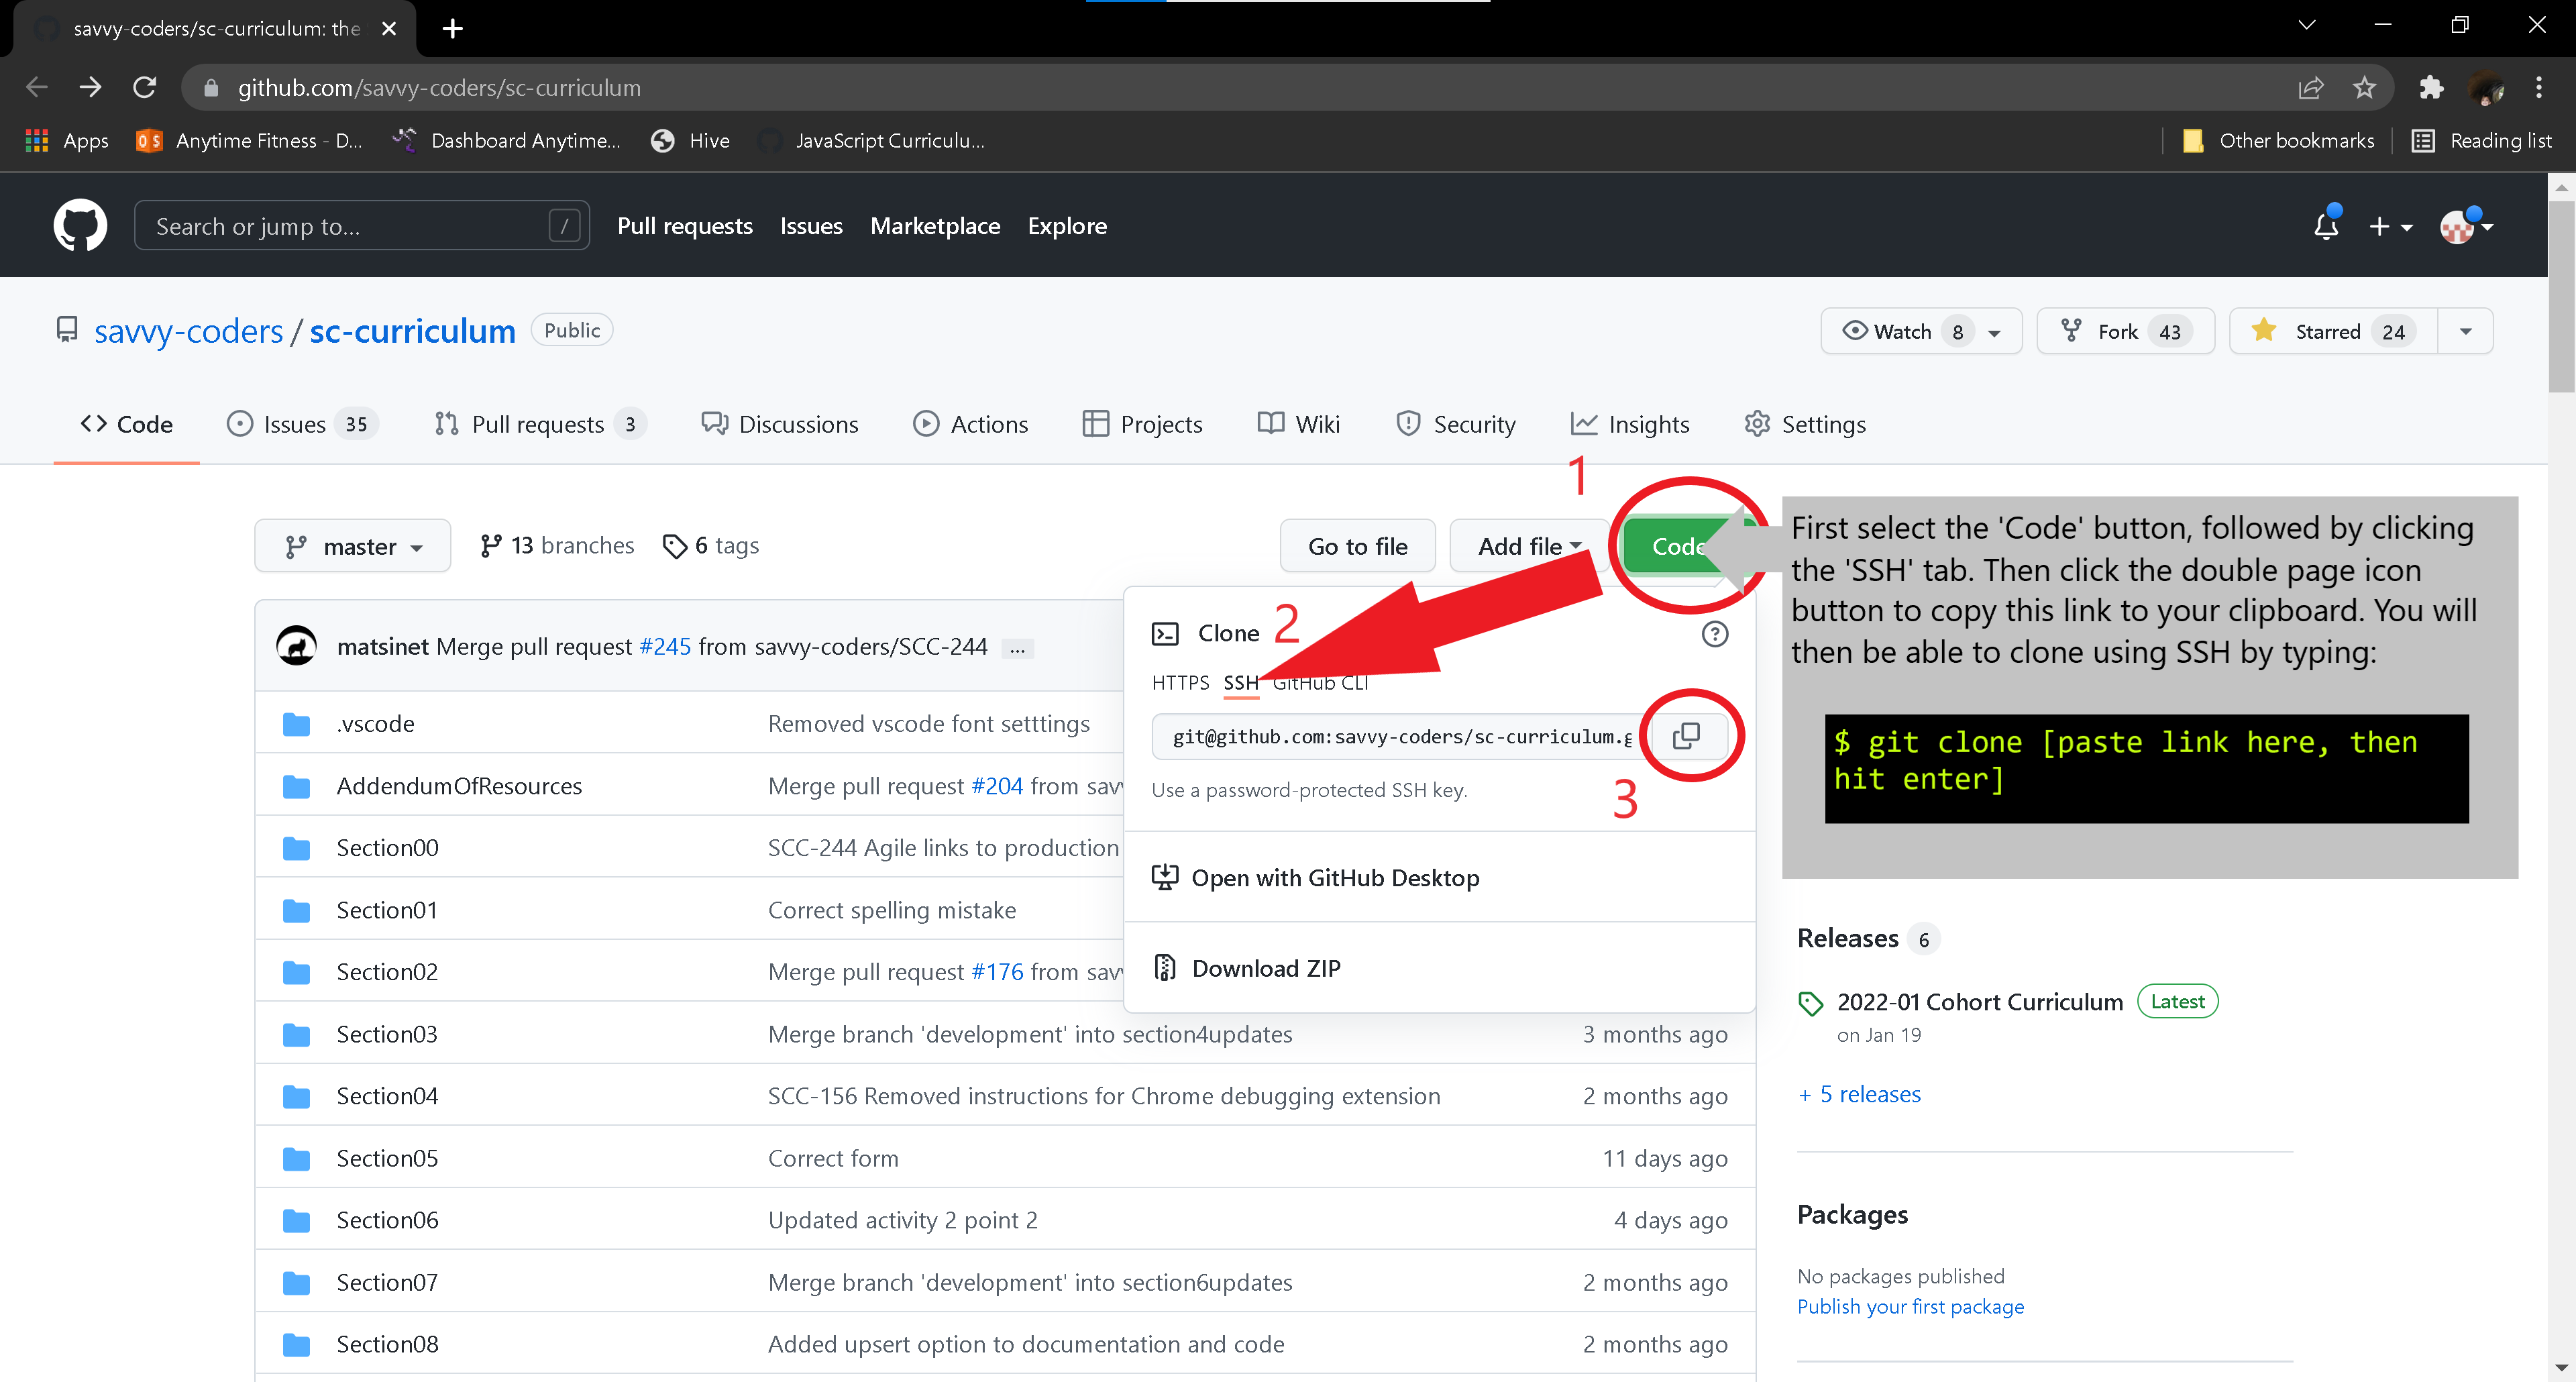 savvy-coders/sc-curriculum: the
github.com/savvy-coders/sc-curriculum
Apps
Anytime Fitness - D...
Dashboard Anytime...
Hive
JavaScript Curriculu...
Other bookmarks
Reading list
Search or jump to...
/
Pull requests
Issues
Marketplace
Explore
savvy-coders / sc-curriculum
Public
Watch 8
Fork 43
Starred 24
Code
Issues 35
Pull requests 3
Discussions
Actions
Projects
Wiki
Security
Insights
Settings
1
master
13 branches
6 tags
Go to file
Add file
Code
First select the 'Code' button, followed by clicking
the 'SSH' tab. Then click the double page icon
button to copy this link to your clipboard. You will
then be able to clone using SSH by typing:
$ git clone [paste link here, then
hit enter]
matsinet Merge pull request #245 from savvy-coders/SCC-244 ...
Clone
2
HTTPS
SSH
GitHub CLI
git@github.com:savvy-coders/sc-curriculum.g
3
Use a password-protected SSH key.
Open with GitHub Desktop
Download ZIP
.vscode Removed vscode font setttings
AddendumOfResources Merge pull request #204 from sav
Section00 SCC-244 Agile links to production
Section01 Correct spelling mistake
Section02 Merge pull request #176 from sav
Section03 Merge branch 'development' into section4updates 3 months ago
Section04 SCC-156 Removed instructions for Chrome debugging extension 2 months ago
Section05 Correct form 11 days ago
Section06 Updated activity 2 point 2 4 days ago
Section07 Merge branch 'development' into section6updates 2 months ago
Section08 Added upsert option to documentation and code 2 months ago
Releases 6
2022-01 Cohort Curriculum Latest
on Jan 19
+ 5 releases
Packages
No packages published
Publish your first package